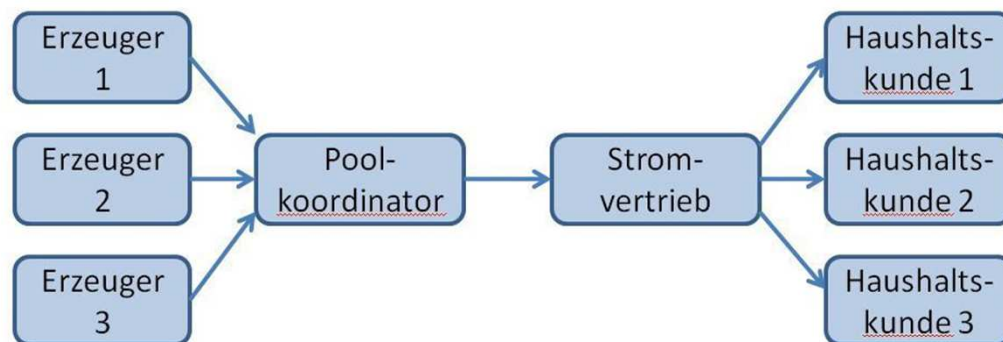 Erzeuger
1
Erzeuger
2
Erzeuger
3
Pool-
koordinator
Strom-
vertrieb
Haushalts-
kunde 1
Haushalts-
kunde 2
Haushalts-
kunde 3